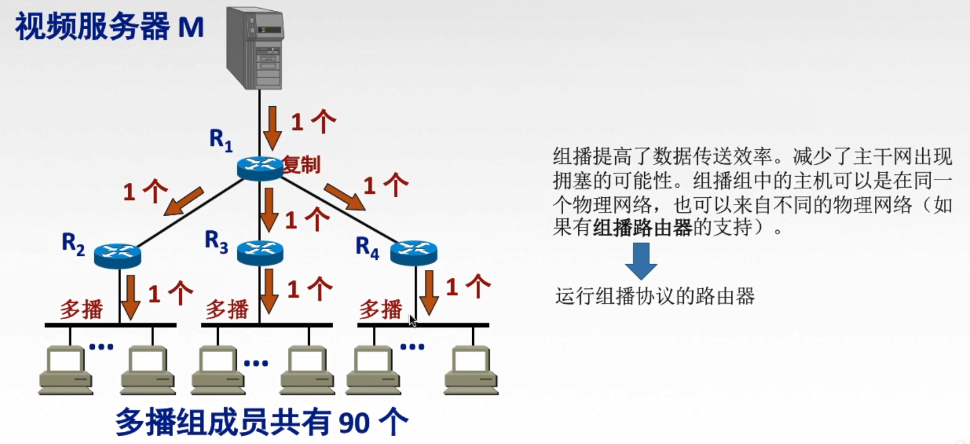 视频服务器 M
1 个
R1
复制
1 个
1 个
1 个
R2
R3
R4
1 个
1 个
1 个
多播
多播
多播
...
...
...
多播组成员共有 90 个
组播提高了数据传送效率。减少了主干网出现
拥塞的可能性。组播组中的主机可以是在同一
个物理网络，也可以来自不同的物理网络（如
果有组播路由器的支持）。
运行组播协议的路由器